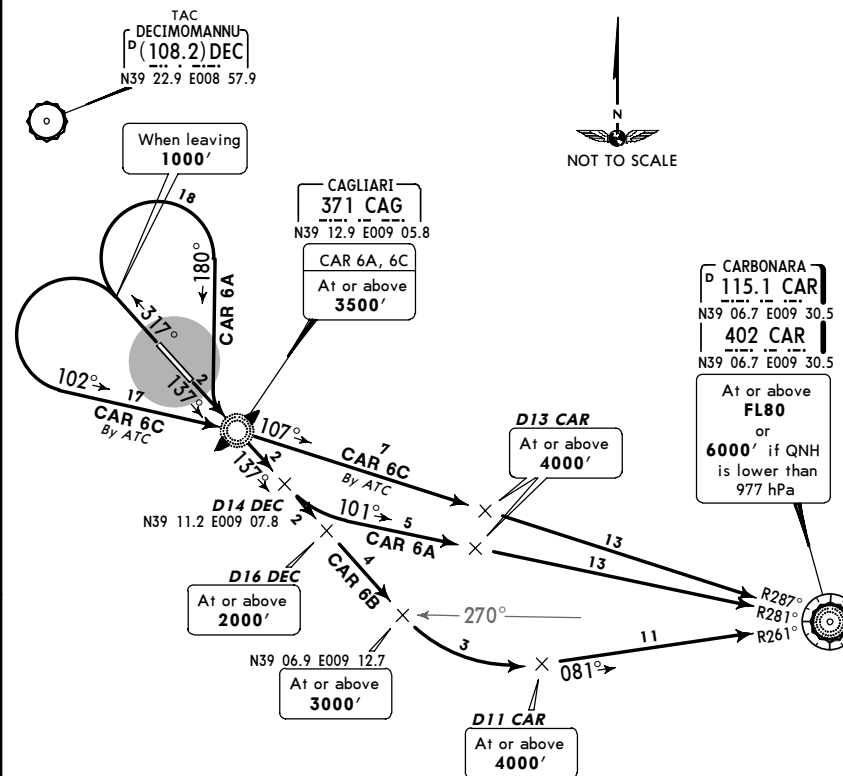 TAC
DECIMOMANNU
D (108.2) DEC
N39 22.9 E008 57.9
N
NOT TO SCALE
When leaving
1000'
18
CAGLIARI
371 CAG
N39 12.9 E009 05.8
CAR 6A, 6C
At or above
3500'
180°
CAR 6A
317°
2
137°
102°
17
CAR 6C
By ATC
CARBONARA
D 115.1 CAR
N39 06.7 E009 30.5
402 CAR
N39 06.7 E009 30.5
At or above
FL80
or
6000' if QNH
is lower than
977 hPa
D13 CAR
At or above
4000'
107°
7
CAR 6C
By ATC
2
137°
D14 DEC
N39 11.2 E009 07.8
101°
5
CAR 6A
2
13
13
D16 DEC
At or above
2000'
4
CAR 6B
R287°
R281°
R261°
270°
N39 06.9 E009 12.7
At or above
3000'
3
11
081°
D11 CAR
At or above
4000'